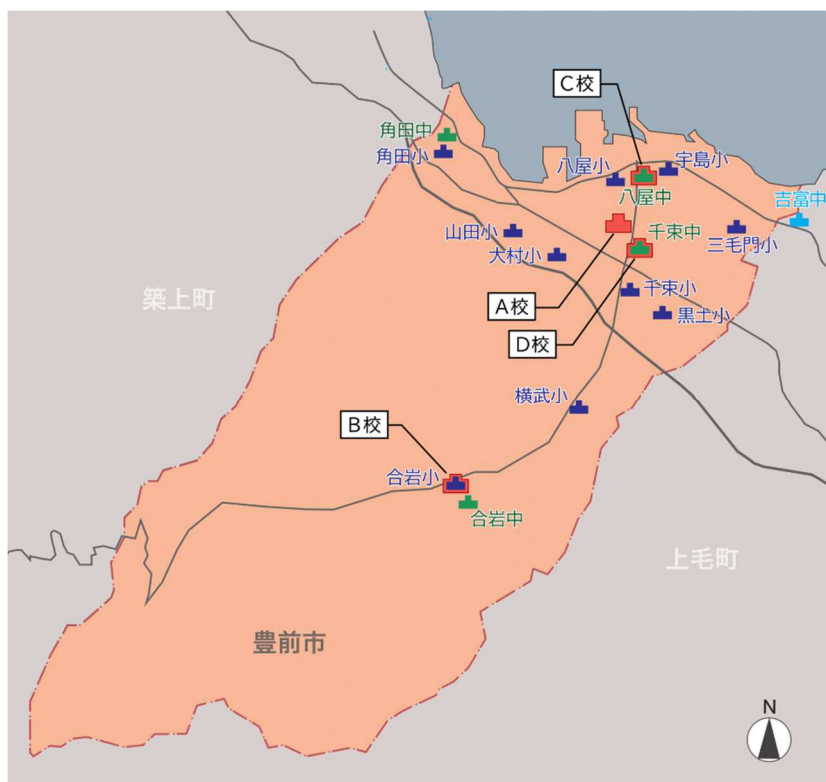 C校
角田中
角田小
八屋小
宇島小
八屋中
吉富中
山田小
千束中
三毛門小
大村小
築上町
A校
千束小
黒土小
D校
横武小
B校
合岩小
合岩中
上毛町
豊前市
N